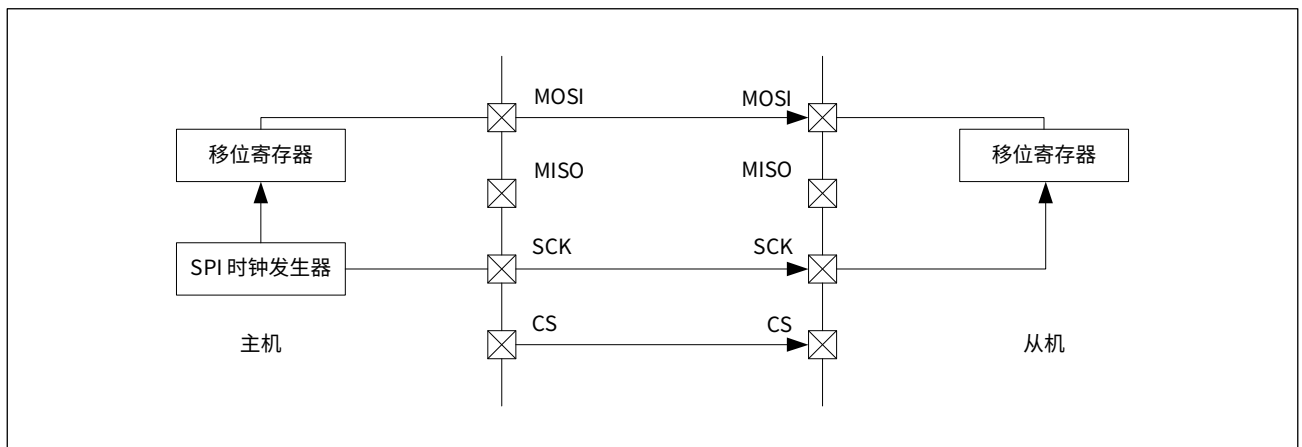 MOSI MOSI
移位寄存器 移位寄存器
MISO MISO
SCK SCK
SPI 时钟发生器
CS CS
主机 从机